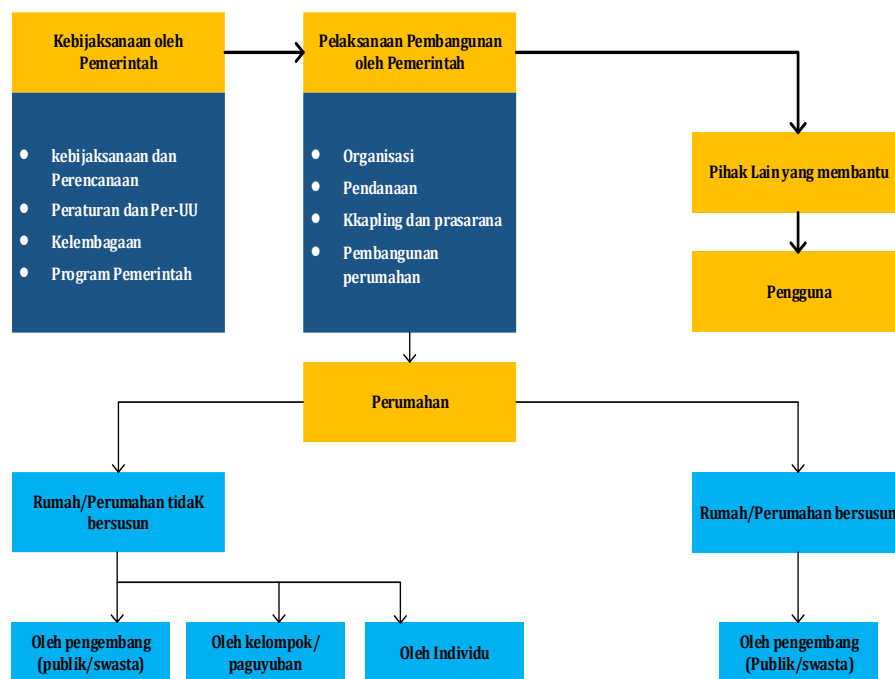 Kebijaksanaan oleh
Pemerintah
Pelaksanaan Pembangunan
oleh Pemerintah
kebijaksanaan dan
Perencanaan
Peraturan dan Per-UU
Kelembagaan
Program Pemerintah
Organisasi
Pendanaan
Kkapling dan prasarana
Pembangunan
perumahan
Pihak Lain yang membantu
Pengguna
Perumahan
Rumah/Perumahan tidaK
bersusun
Rumah/Perumahan bersusun
Oleh pengembang
(publik/swasta)
Oleh kelompok/
paguyuban
Oleh Individu
Oleh pengembang
(Publik/swasta)